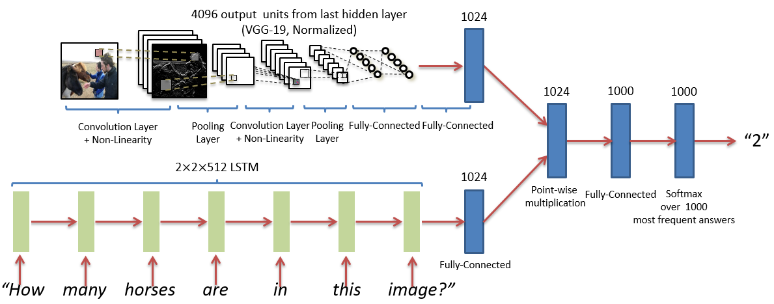 4096 output units from last hidden layer
(VGG-19, Normalized)
1024
Convolution Layer
+ Non-Linearity
Pooling
Layer
Convolution Layer
+ Non-Linearity
Pooling
Layer
Fully-Connected
Fully-Connected
2×2×512 LSTM
1024
Fully-Connected
"How many horses are in this image?"
1024
Point-wise
multiplication
1000
Fully-Connected
1000
Softmax
over 1000
most frequent answers
"2"